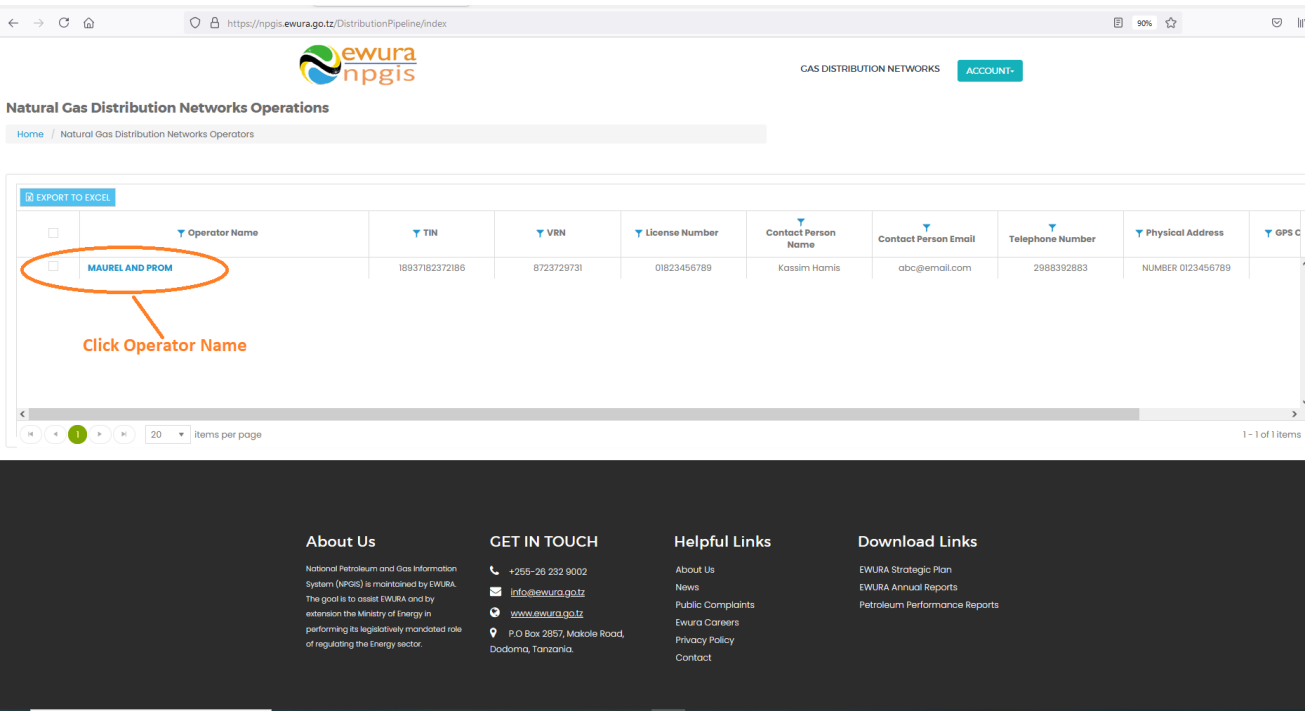 https://npgis.ewura.go.tz/DistributionPipeline/index
90%
ewura
npgis
GAS DISTRIBUTION NETWORKS
ACCOUNT-
Natural Gas Distribution Networks Operations
Home / Natural Gas Distribution Networks Operators
EXPORT TO EXCEL
Operator Name
TIN
VRN
License Number
Contact Person
Name
Contact Person Email
Telephone Number
Physical Address
GPS C
MAUREL AND PROM
18937182372186
8723729731
01823456789
Kassim Hamis
abc@email.com
2988392883
NUMBER 0123456789
Click Operator Name
1
20
items per page
1 - 1 of 1 items
About Us
National Petroleum and Gas Information
System (NPGIS) is maintained by EWURA.
The goal is to assist EWURA and by
extension the Ministry of Energy in
performing its legislatively mandated role
of regulating the Energy sector.
GET IN TOUCH
+255-26 232 9002
info@ewura.go.tz
www.ewura.go.tz
P.O Box 2857, Makole Road,
Dodoma, Tanzania.
Helpful Links
About Us
News
Public Complaints
Ewura Careers
Privacy Policy
Contact
Download Links
EWURA Strategic Plan
EWURA Annual Reports
Petroleum Performance Reports